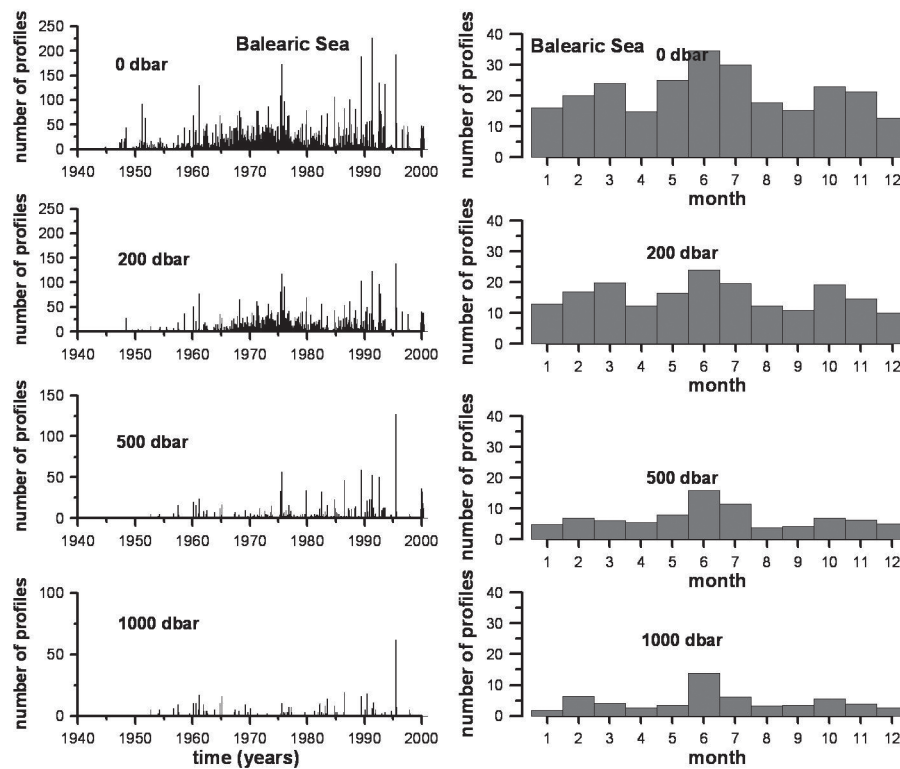 number of profiles
250
200
150
100
50
0
Balearic Sea
0 dbar
1940 1950 1960 1970 1980 1990 2000
number of profiles
250
200
150
100
50
0
200 dbar
1940 1950 1960 1970 1980 1990 2000
number of profiles
150
100
50
0
500 dbar
1940 1950 1960 1970 1980 1990 2000
number of profiles
100
50
0
1000 dbar
1940 1950 1960 1970 1980 1990 2000
time (years)
number of profiles
40
30
20
10
0
Balearic Sea
0 dbar
1 2 3 4 5 6 7 8 9 10 11 12
month
number of profiles
40
30
20
10
0
200 dbar
1 2 3 4 5 6 7 8 9 10 11 12
month
number of profiles
40
30
20
10
0
500 dbar
1 2 3 4 5 6 7 8 9 10 11 12
month
number of profiles
40
30
20
10
0
1000 dbar
1 2 3 4 5 6 7 8 9 10 11 12
month